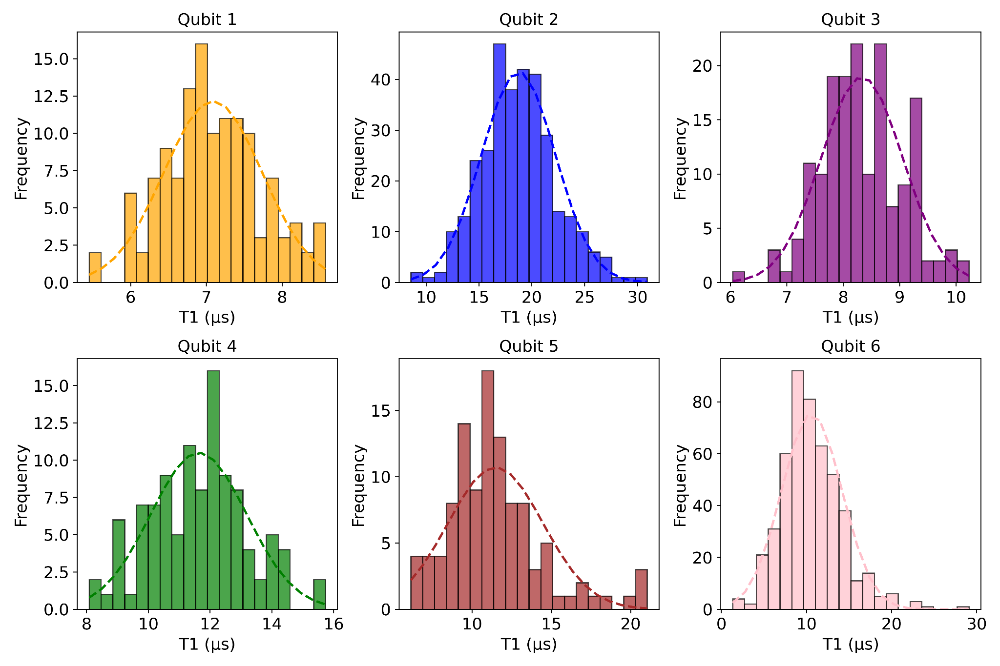 Qubit 1
Frequency
15.0
12.5
10.0
7.5
5.0
2.5
0.0
6 7 8
T1 (µs)
Qubit 2
Frequency
40
30
20
10
0
10 15 20 25 30
T1 (µs)
Qubit 3
Frequency
20
15
10
5
0
6 7 8 9 10
T1 (µs)
Qubit 4
Frequency
15.0
12.5
10.0
7.5
5.0
2.5
0.0
8 10 12 14 16
T1 (µs)
Qubit 5
Frequency
15
10
5
0
10 15 20
T1 (µs)
Qubit 6
Frequency
80
60
40
20
0
0 10 20 30
T1 (µs)